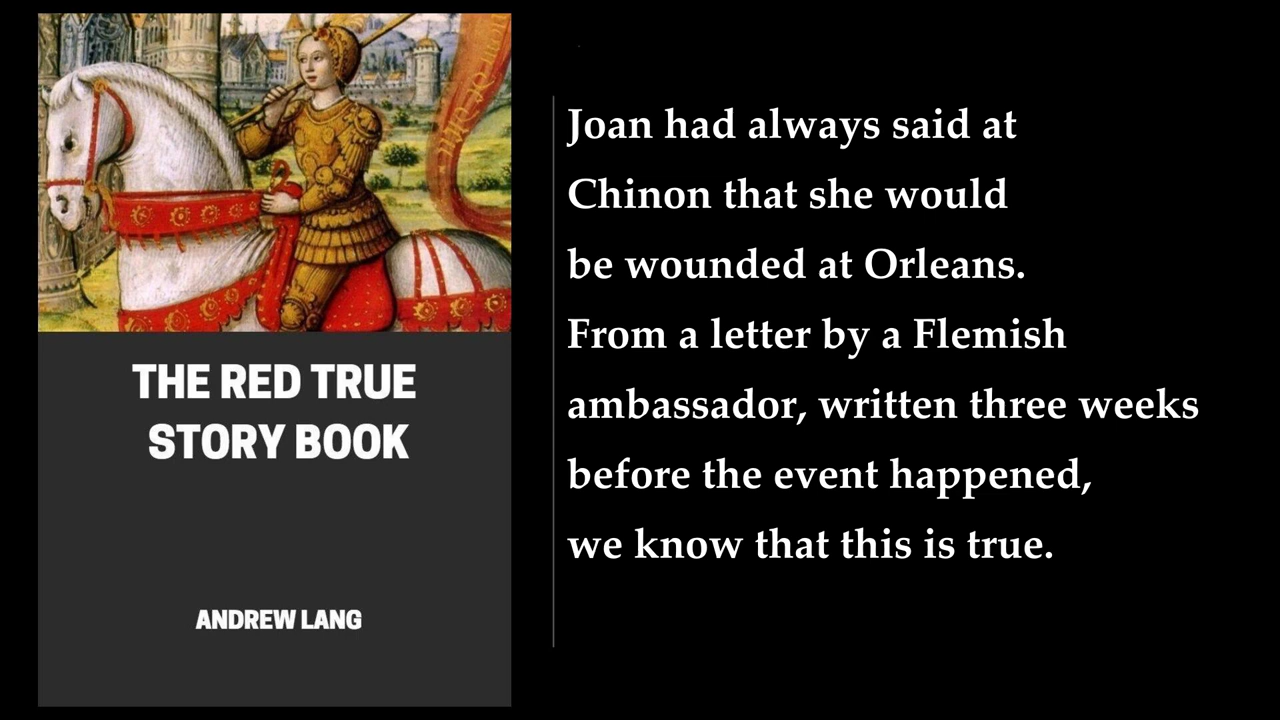 THE RED TRUE
STORY BOOK
ANDREW LANG
Joan had always said at
Chinon that she would
be wounded at Orleans.
From a letter by a Flemish
ambassador, written three weeks
before the event happened,
we know that this is true.